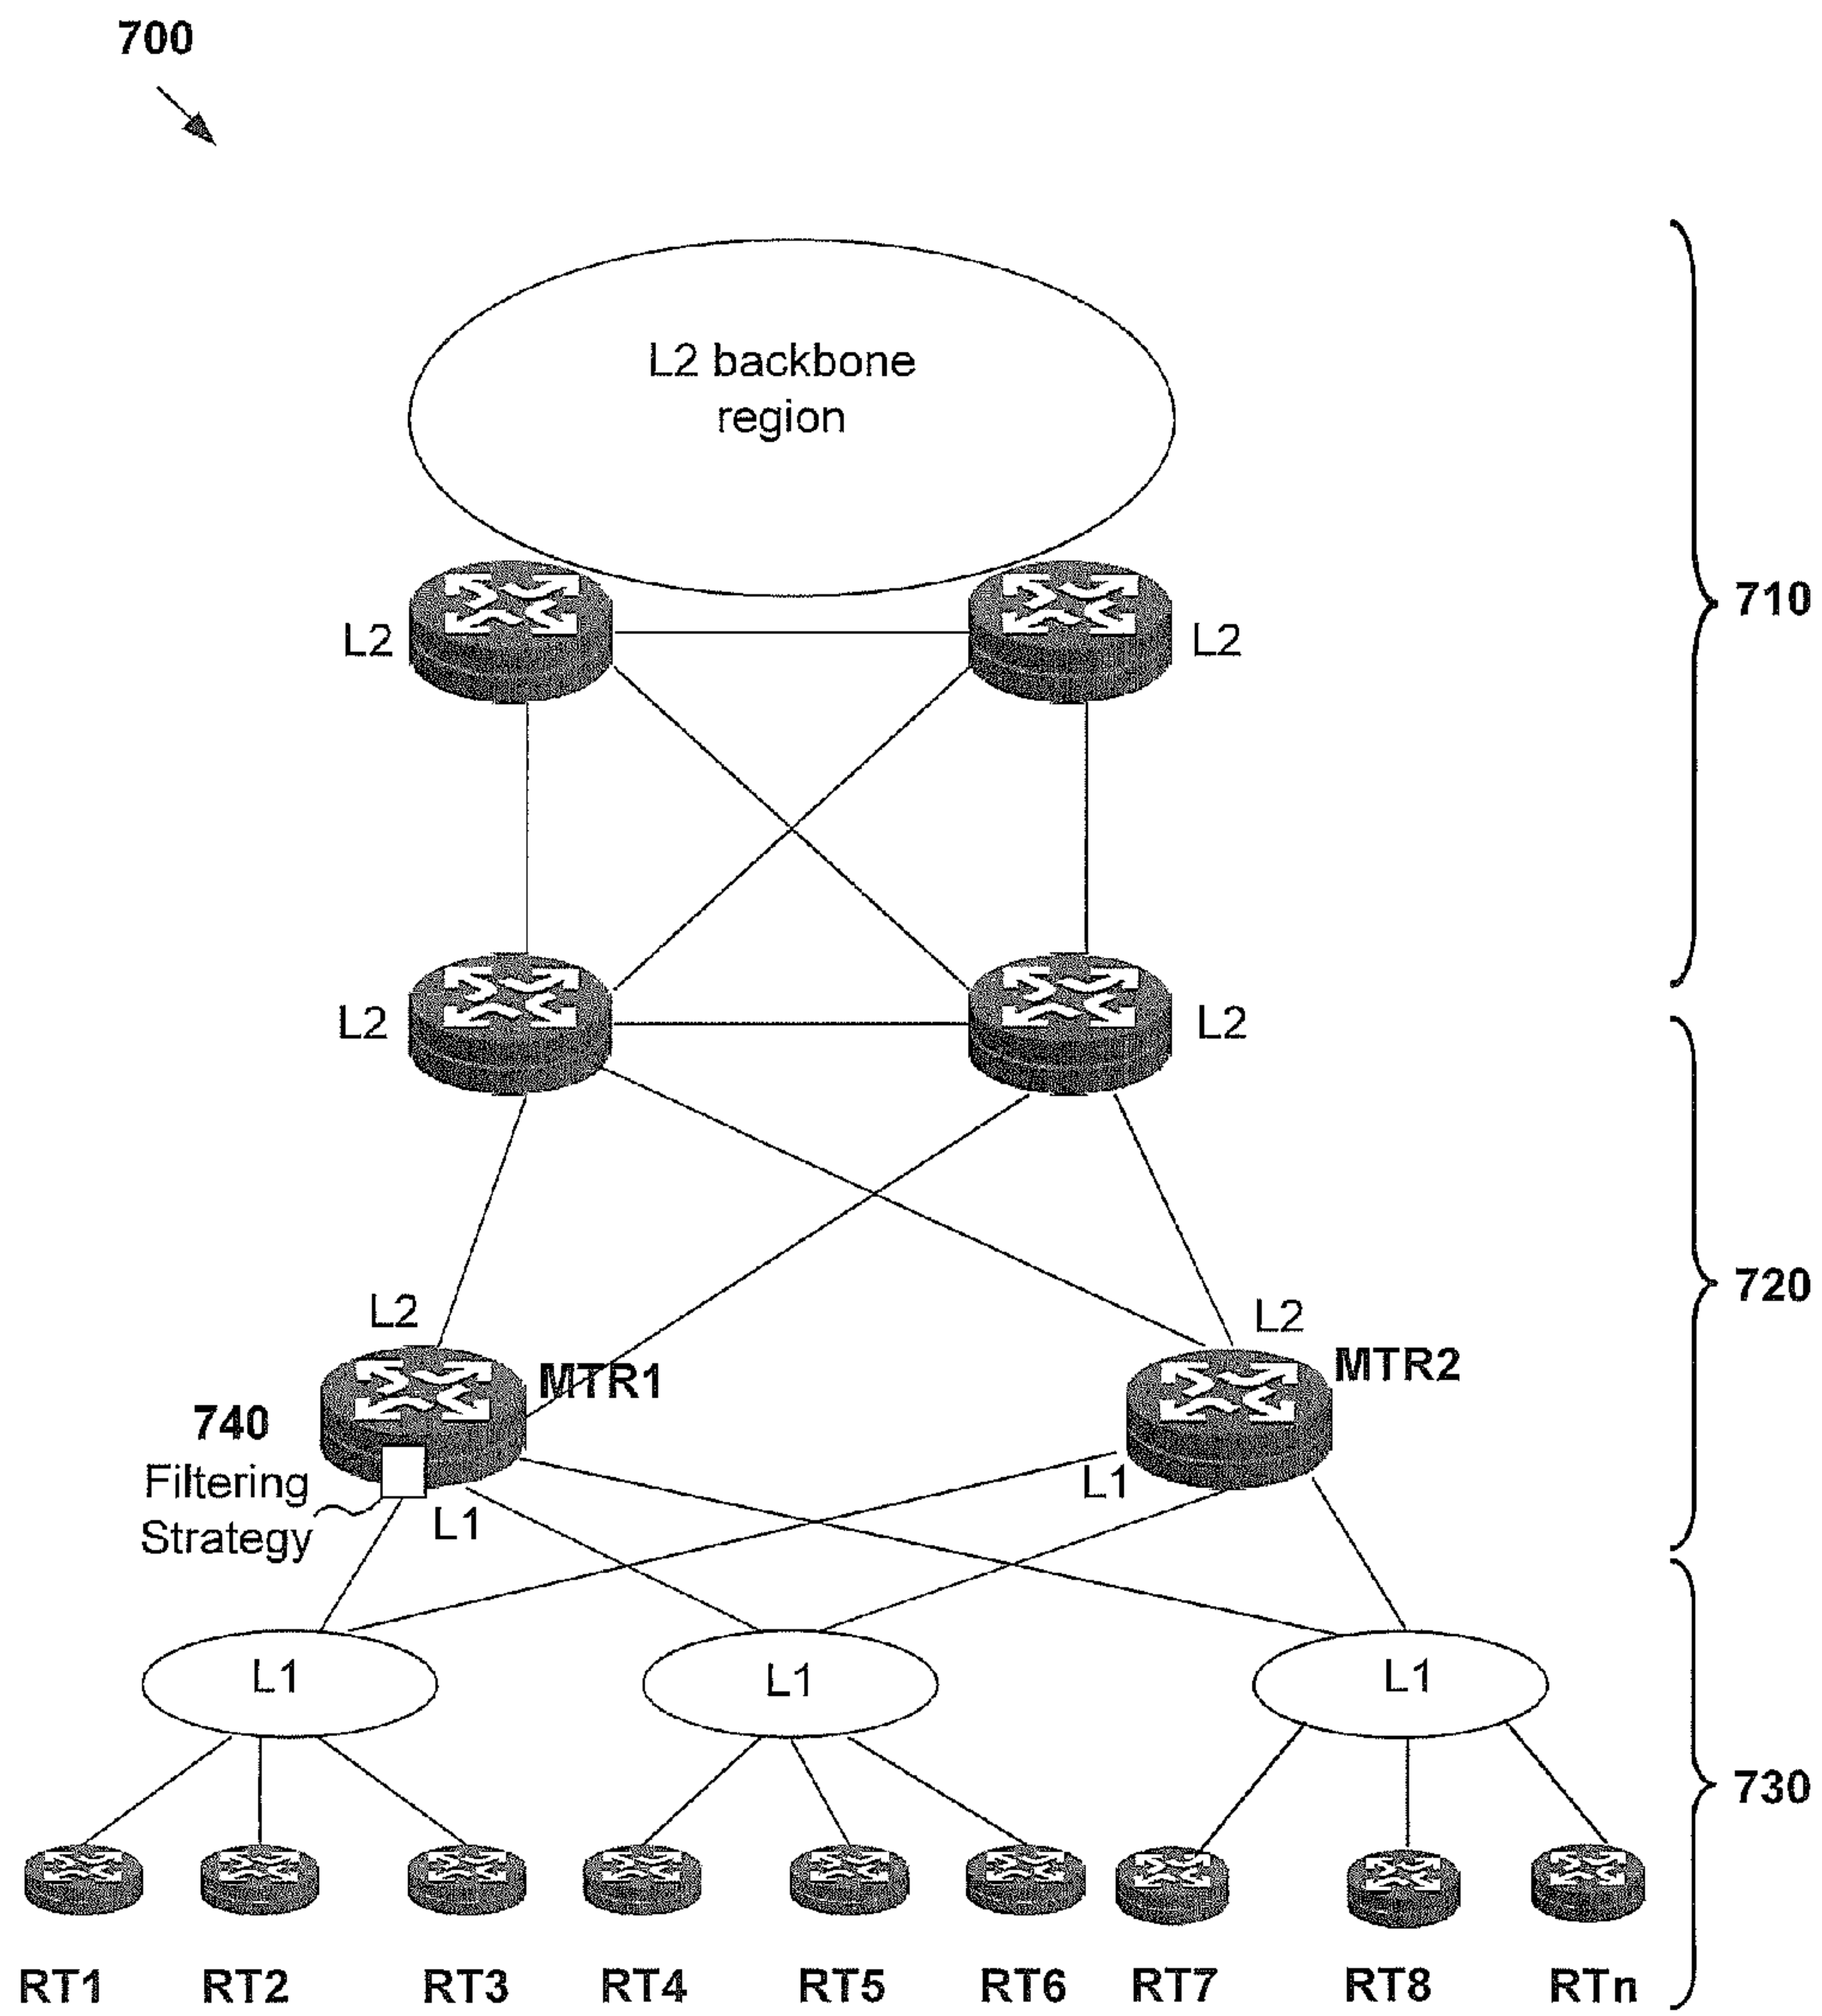 700
L2 backbone
region
710
L2
L2
L2
L2
720
L2
L2
MTR1
MTR2
740
Filtering
Strategy
L1
L1
L1
L1
L1
730
RT1
RT2
RT3
RT4
RT5
RT6
RT7
RT8
RTn